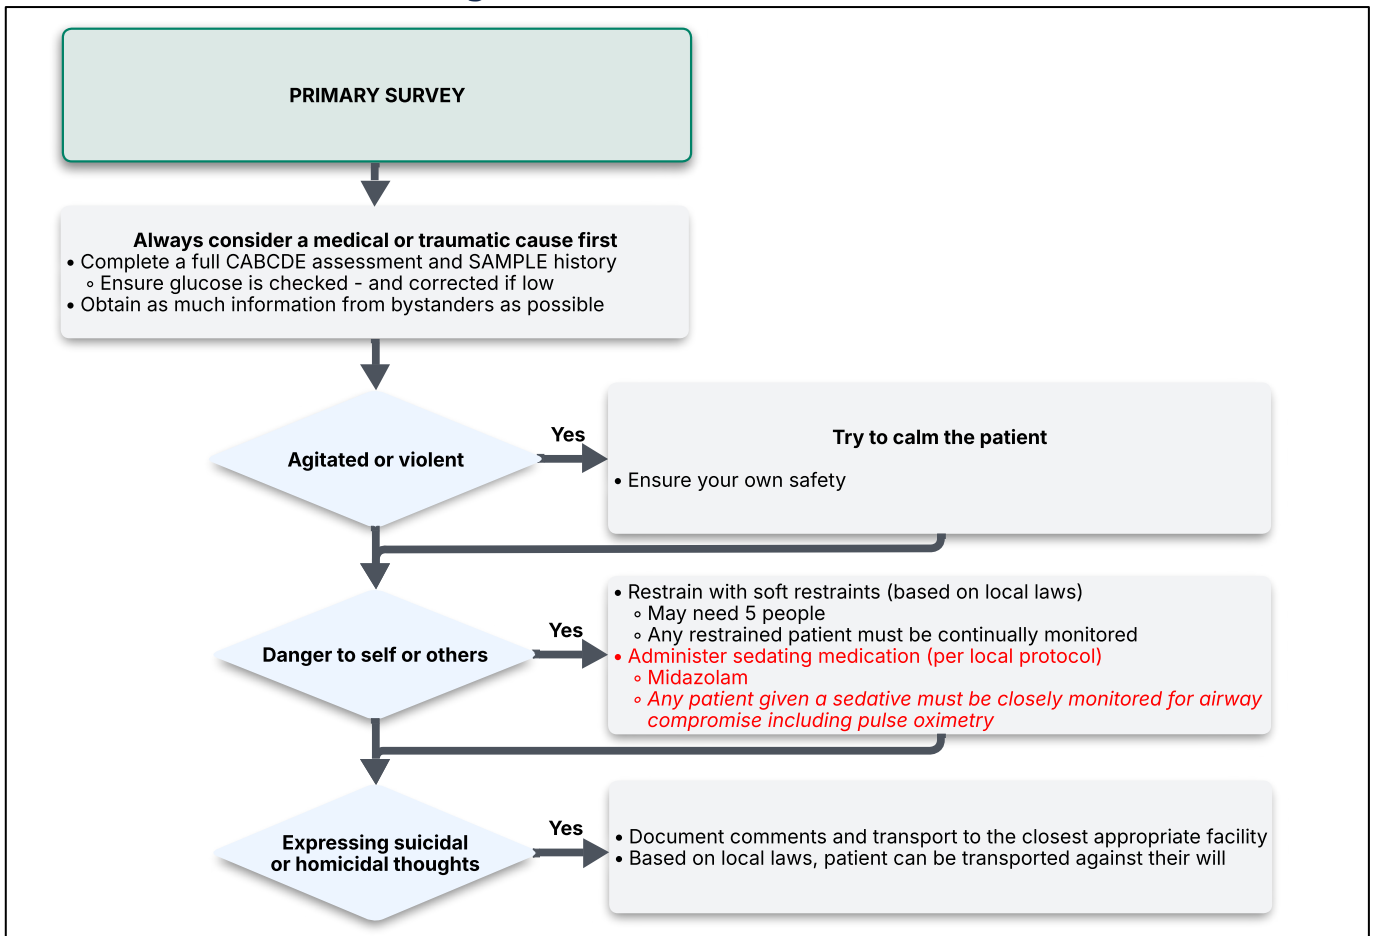 PRIMARY SURVEY
Always consider a medical or traumatic cause first
• Complete a full CABCDE assessment and SAMPLE history
◦ Ensure glucose is checked - and corrected if low
• Obtain as much information from bystanders as possible
Agitated or violent
Yes
Try to calm the patient
• Ensure your own safety
Danger to self or others
Yes
• Restrain with soft restraints (based on local laws)
◦ May need 5 people
◦ Any restrained patient must be continually monitored
• Administer sedating medication (per local protocol)
◦ Midazolam
◦ Any patient given a sedative must be closely monitored for airway
compromise including pulse oximetry
Expressing suicidal
or homicidal thoughts
Yes
• Document comments and transport to the closest appropriate facility
• Based on local laws, patient can be transported against their will